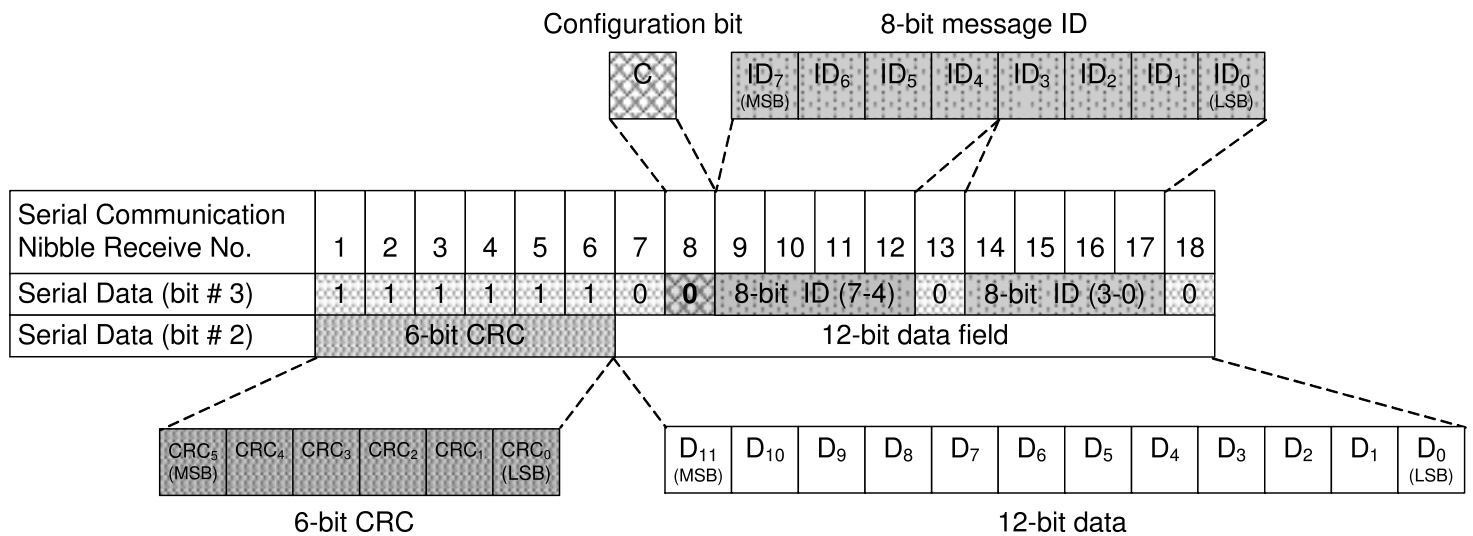 Configuration bit 8-bit message ID
C ID₇ ID₆ ID₅ ID₄ ID₃ ID₂ ID₁ ID₀
(MSB) (LSB)
Serial Communication
Nibble Receive No. 1 2 3 4 5 6 7 8 9 10 11 12 13 14 15 16 17 18
Serial Data (bit # 3) 1 1 1 1 1 1 0 0 8-bit ID (7-4) 0 8-bit ID (3-0) 0
Serial Data (bit # 2) 6-bit CRC 12-bit data field
CRC₅ CRC₄ CRC₃ CRC₂ CRC₁ CRC₀ D₁₁ D₁₀ D₉ D₈ D₇ D₆ D₅ D₄ D₃ D₂ D₁ D₀
(MSB) (LSB) (MSB) (LSB)
6-bit CRC 12-bit data